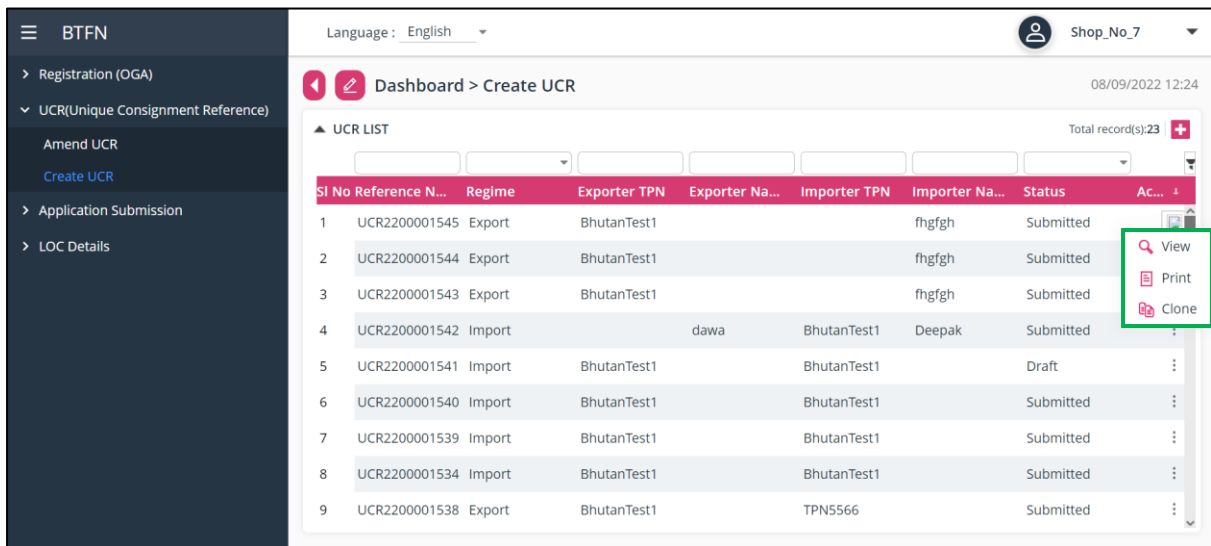 BTFN
Language : English
Shop_No_7
Registration (OGA)
UCR(Unique Consignment Reference)
Amend UCR
Create UCR
Application Submission
LOC Details
Dashboard > Create UCR
08/09/2022 12:24
UCR LIST
Total record(s):23
Sl No Reference N... Regime Exporter TPN Exporter Na... Importer TPN Importer Na... Status Ac...
1 UCR2200001545 Export BhutanTest1 fhgfgh Submitted
2 UCR2200001544 Export BhutanTest1 fhgfgh Submitted
3 UCR2200001543 Export BhutanTest1 fhgfgh Submitted
4 UCR2200001542 Import dawa BhutanTest1 Deepak Submitted
5 UCR2200001541 Import BhutanTest1 BhutanTest1 Draft
6 UCR2200001540 Import BhutanTest1 BhutanTest1 Submitted
7 UCR2200001539 Import BhutanTest1 BhutanTest1 Submitted
8 UCR2200001534 Import BhutanTest1 BhutanTest1 Submitted
9 UCR2200001538 Export BhutanTest1 TPN5566 Submitted
View
Print
Clone